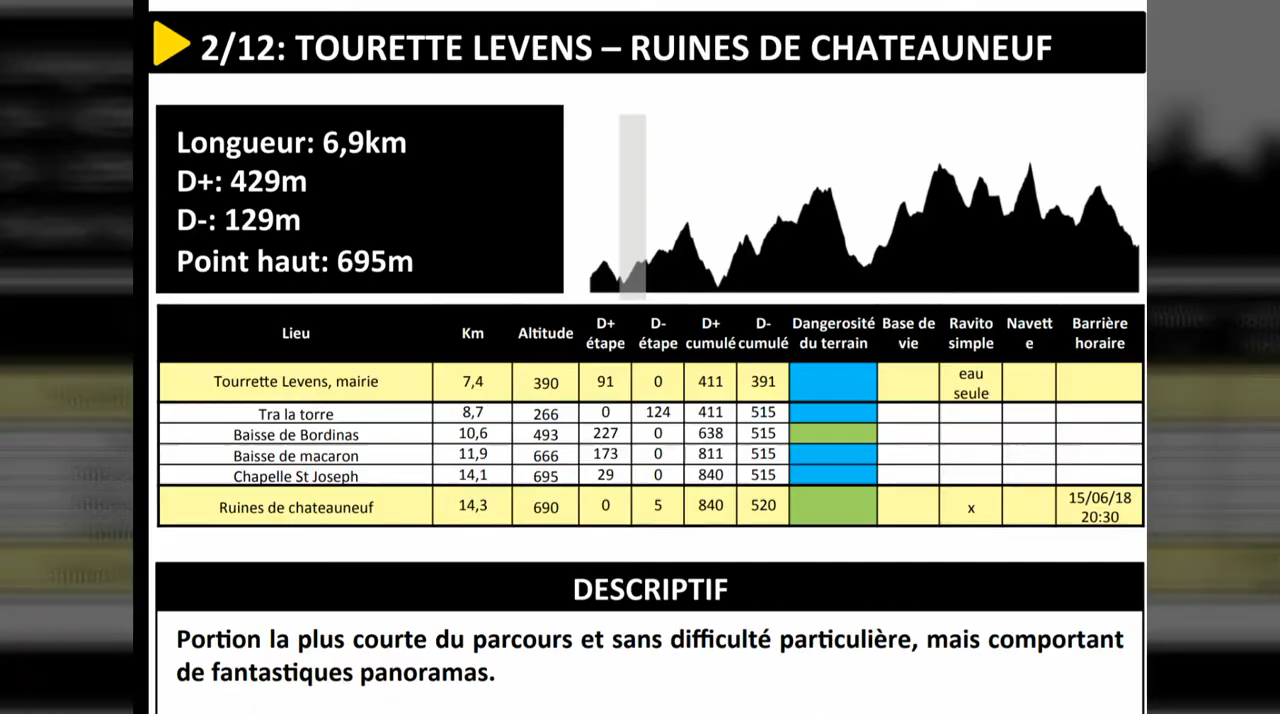 2/12: TOURETTE LEVENS – RUINES DE CHATEAUNEUF
Longueur: 6,9km
D+: 429m
D-: 129m
Point haut: 695m
Lieu Km Altitude D+ étape D- étape D+ cumulé D- cumulé Dangerosité du terrain Base de vie Ravito simple Navett e Barrière horaire
Tourrette Levens, mairie 7,4 390 91 0 411 391 eau seule
Tra la torre 8,7 266 0 124 411 515
Baisse de Bordinas 10,6 493 227 0 638 515
Baisse de macaron 11,9 666 173 0 811 515
Chapelle St Joseph 14,1 695 29 0 840 515
Ruines de chateauneuf 14,3 690 0 5 840 520 x 15/06/18 20:30
DESCRIPTIF
Portion la plus courte du parcours et sans difficulté particulière, mais comportant
de fantastiques panoramas.